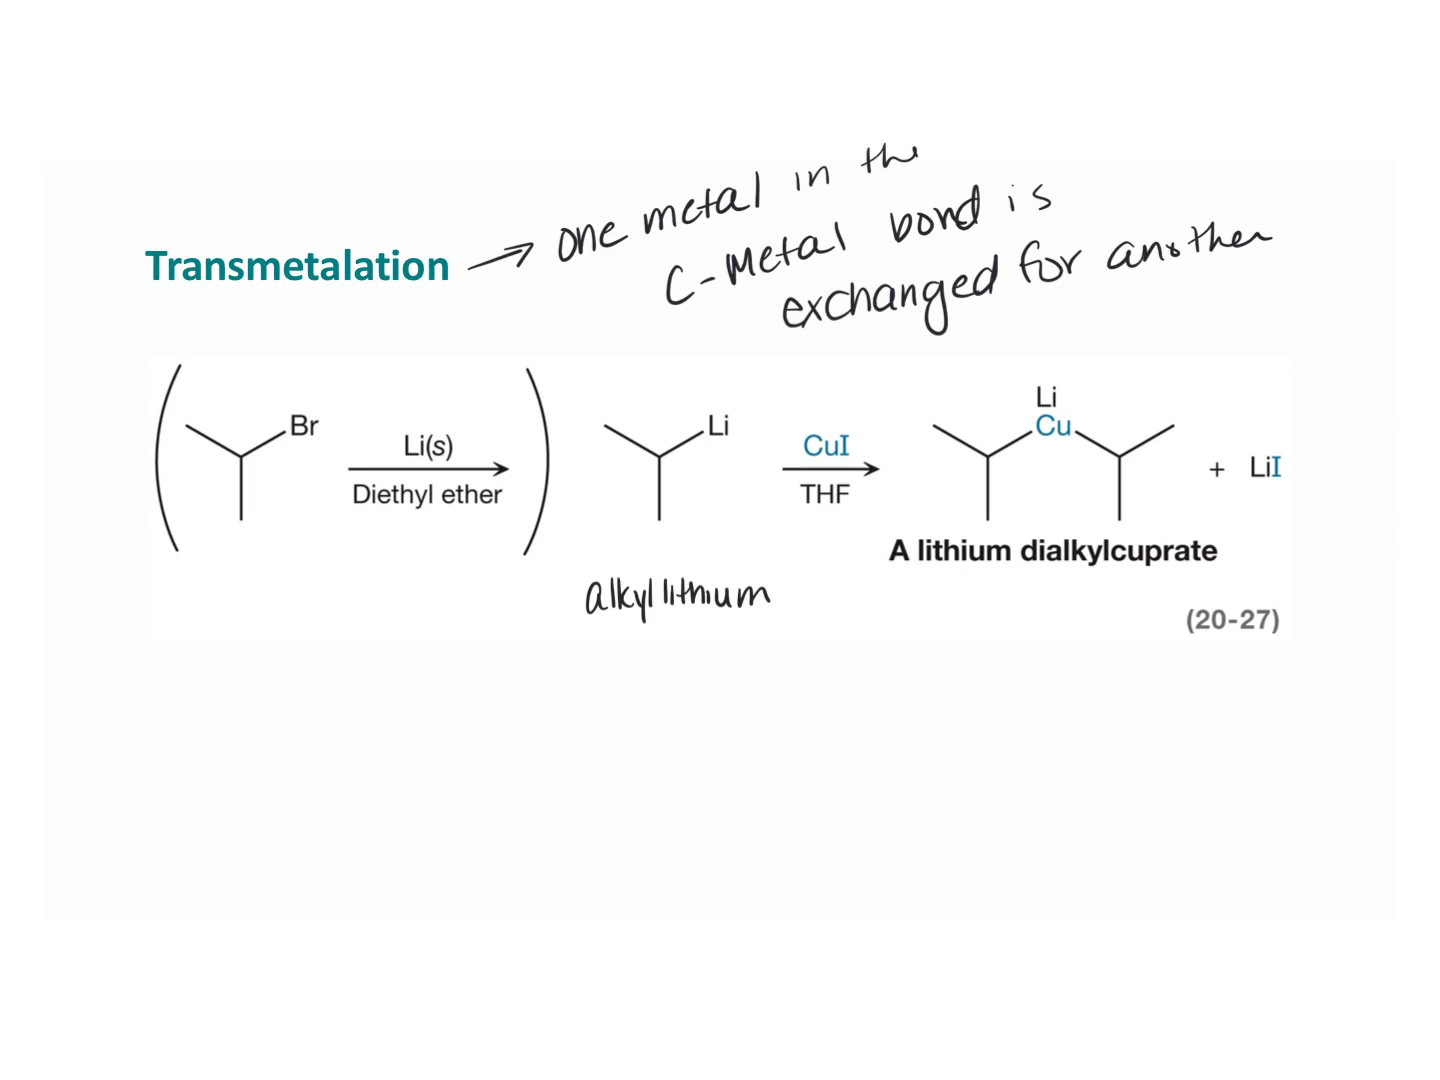 Transmetalation → one metal in the
C-Metal bond is
exchanged for another
Br
Li(s)
Diethyl ether
Li
CuI
THF
Li
Cu
+ LiI
A lithium dialkylcuprate
alkyl lithium
(20-27)